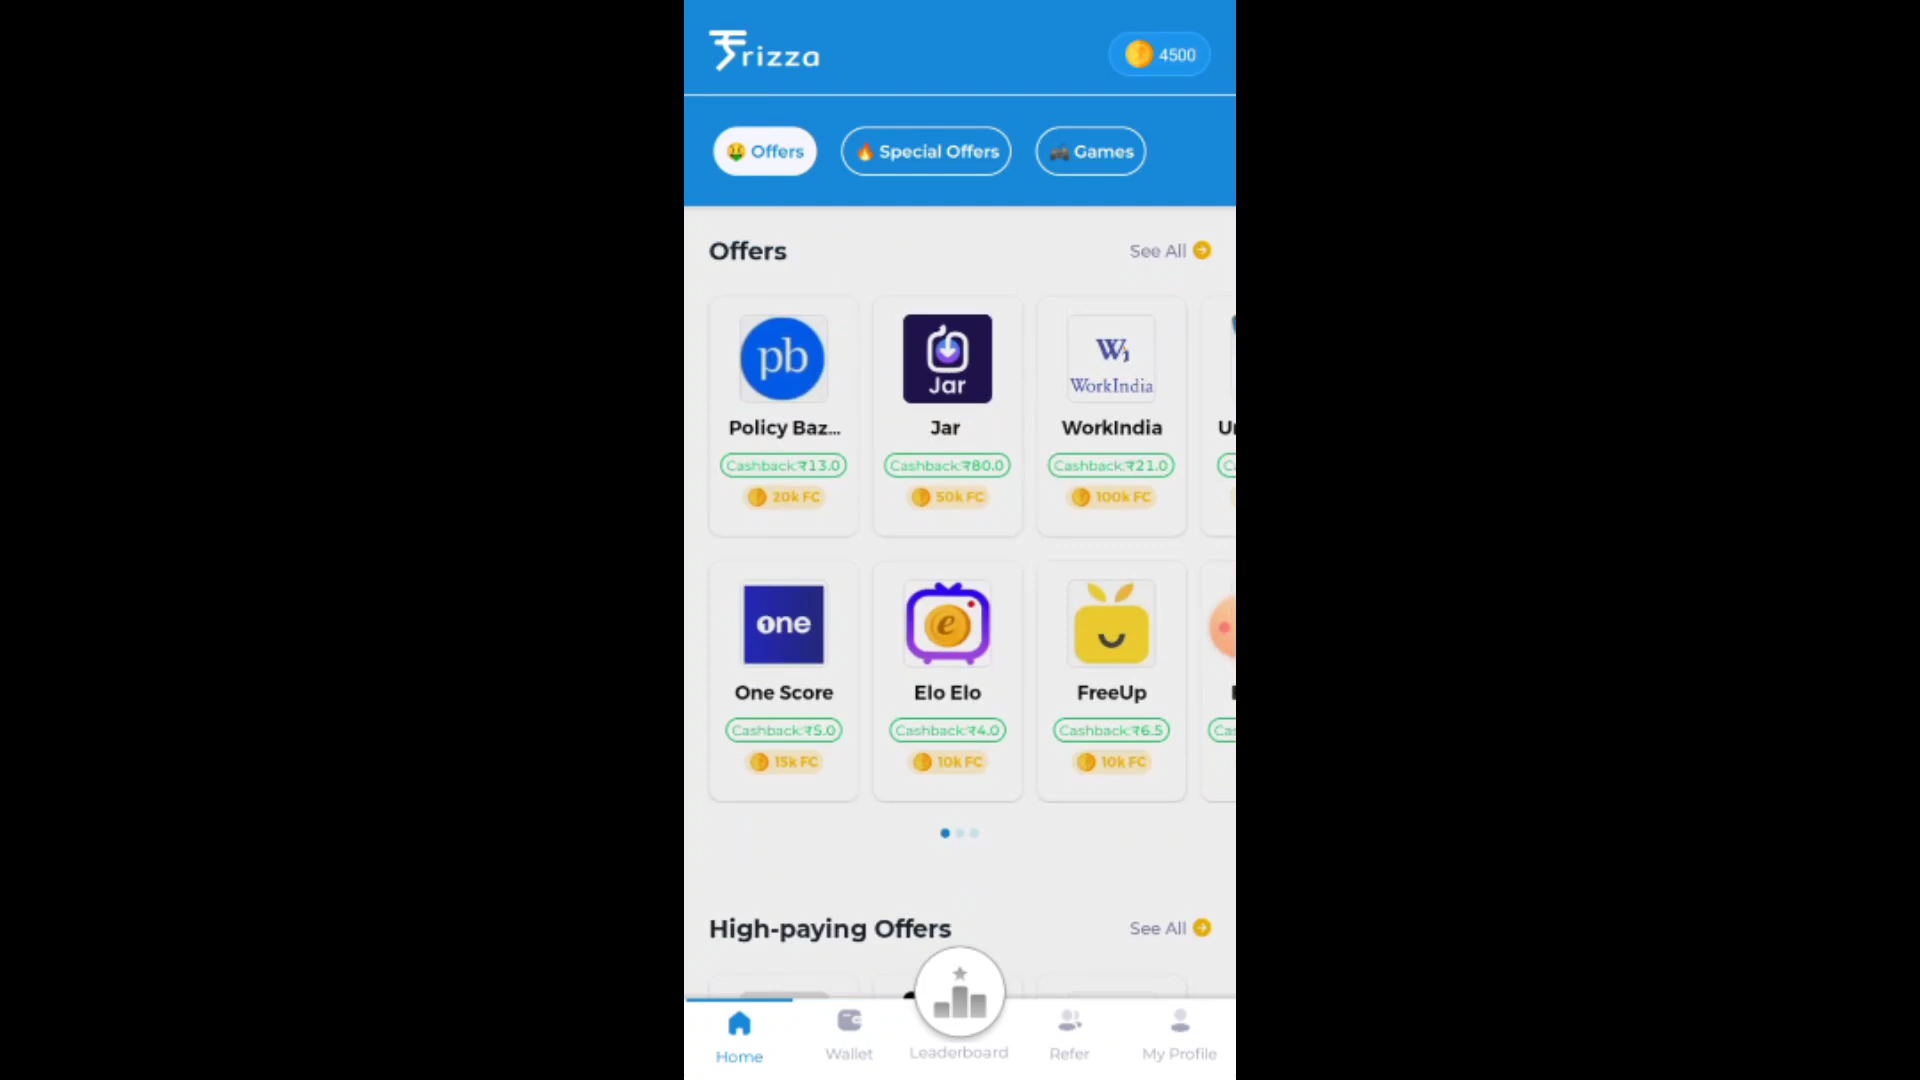 ₹rizza
4500
Offers
Special Offers
Games
Offers
See All
pb
Jar
W
WorkIndia
Policy Baz...
Jar
WorkIndia
Cashback:₹13.0
Cashback:₹80.0
Cashback:₹21.0
20k FC
50k FC
100k FC
one
e
One Score
Elo Elo
FreeUp
Cashback:₹5.0
Cashback:₹4.0
Cashback:₹6.5
15k FC
10k FC
10k FC
High-paying Offers
See All
Home
Wallet
Leaderboard
Refer
My Profile